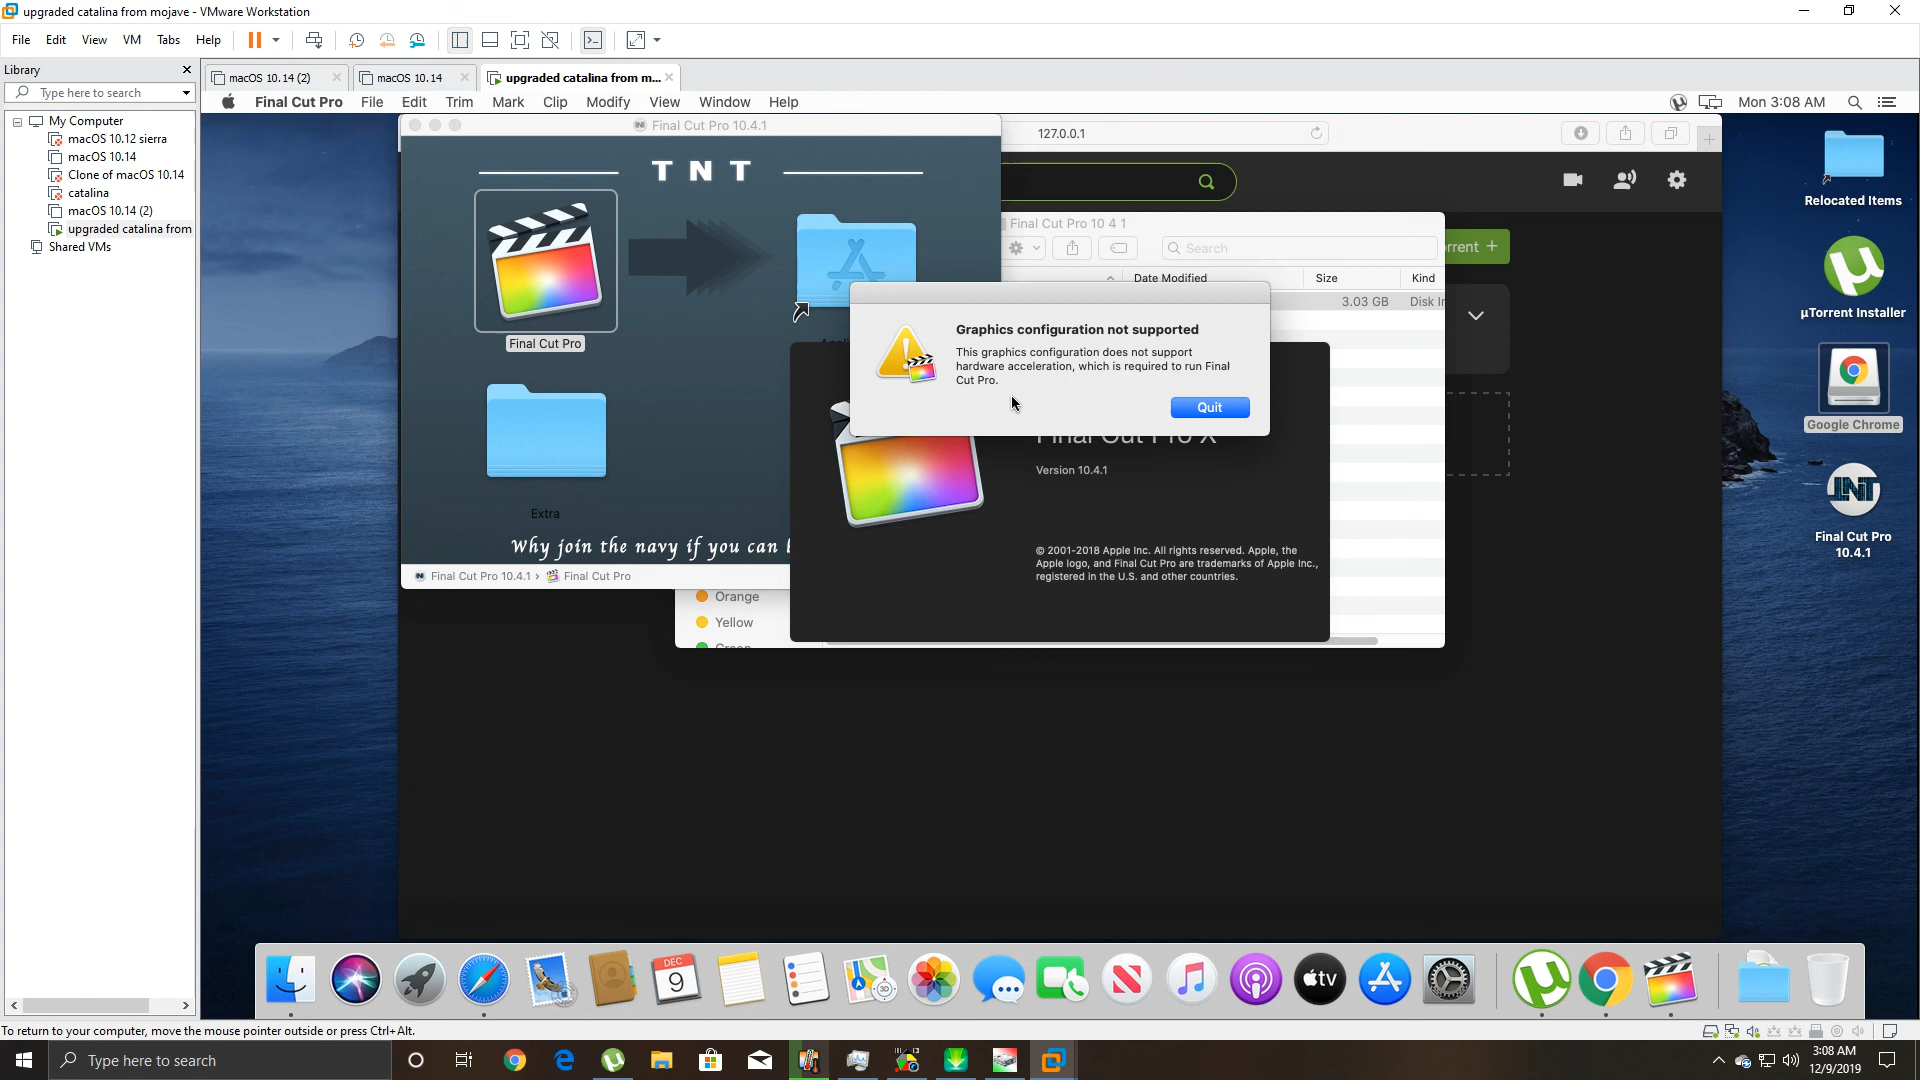 upgraded catalina from mojave - VMware Workstation
File Edit View VM Tabs Help
Library
Type here to search
My Computer
macOS 10.12 sierra
macOS 10.14
Clone of macOS 10.14
catalina
macOS 10.14 (2)
upgraded catalina from
Shared VMs
macOS 10.14 (2)
macOS 10.14
upgraded catalina from m...
Final Cut Pro File Edit Trim Mark Clip Modify View Window Help
Mon 3:08 AM
Final Cut Pro 10.4.1
127.0.0.1
TNT
Final Cut Pro
Extra
Why join the navy if you can
Final Cut Pro 10.4.1 › Final Cut Pro
Final Cut Pro 10 4 1
Search
rrent +
Date Modified Size Kind
3.03 GB Disk
Graphics configuration not supported
This graphics configuration does not support
hardware acceleration, which is required to run Final
Cut Pro.
Quit
Final Cut Pro X
Version 10.4.1
© 2001-2018 Apple Inc. All rights reserved. Apple, the
Apple logo, and Final Cut Pro are trademarks of Apple Inc.,
registered in the U.S. and other countries.
Orange
Yellow
Green
Relocated Items
µTorrent Installer
Google Chrome
TNT
Final Cut Pro
10.4.1
DEC
9
3D
tv
To return to your computer, move the mouse pointer outside or press Ctrl+Alt.
Type here to search
3:08 AM
12/9/2019